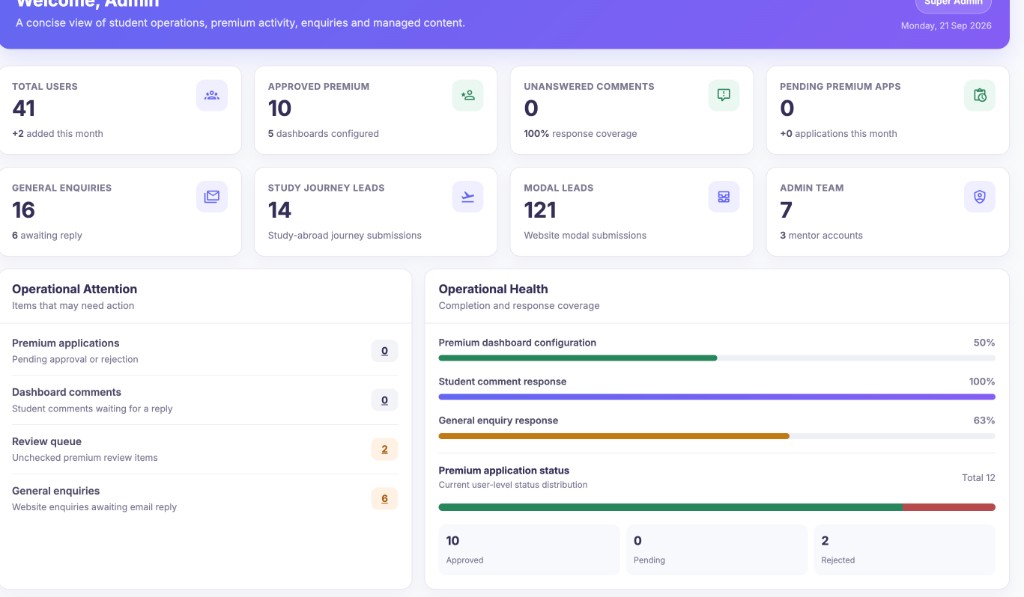 Welcome, Admin
Super Admin
A concise view of student operations, premium activity, enquiries and managed content.
Monday, 21 Sep 2026
TOTAL USERS
41
+2 added this month
APPROVED PREMIUM
10
5 dashboards configured
UNANSWERED COMMENTS
0
100% response coverage
PENDING PREMIUM APPS
0
+0 applications this month
GENERAL ENQUIRIES
16
6 awaiting reply
STUDY JOURNEY LEADS
14
Study-abroad journey submissions
MODAL LEADS
121
Website modal submissions
ADMIN TEAM
7
3 mentor accounts
Operational Attention
Items that may need action
Premium applications
Pending approval or rejection
0
Dashboard comments
Student comments waiting for a reply
0
Review queue
Unchecked premium review items
2
General enquiries
Website enquiries awaiting email reply
6
Operational Health
Completion and response coverage
Premium dashboard configuration
50%
Student comment response
100%
General enquiry response
63%
Premium application status
Current user-level status distribution
Total 12
10
Approved
0
Pending
2
Rejected